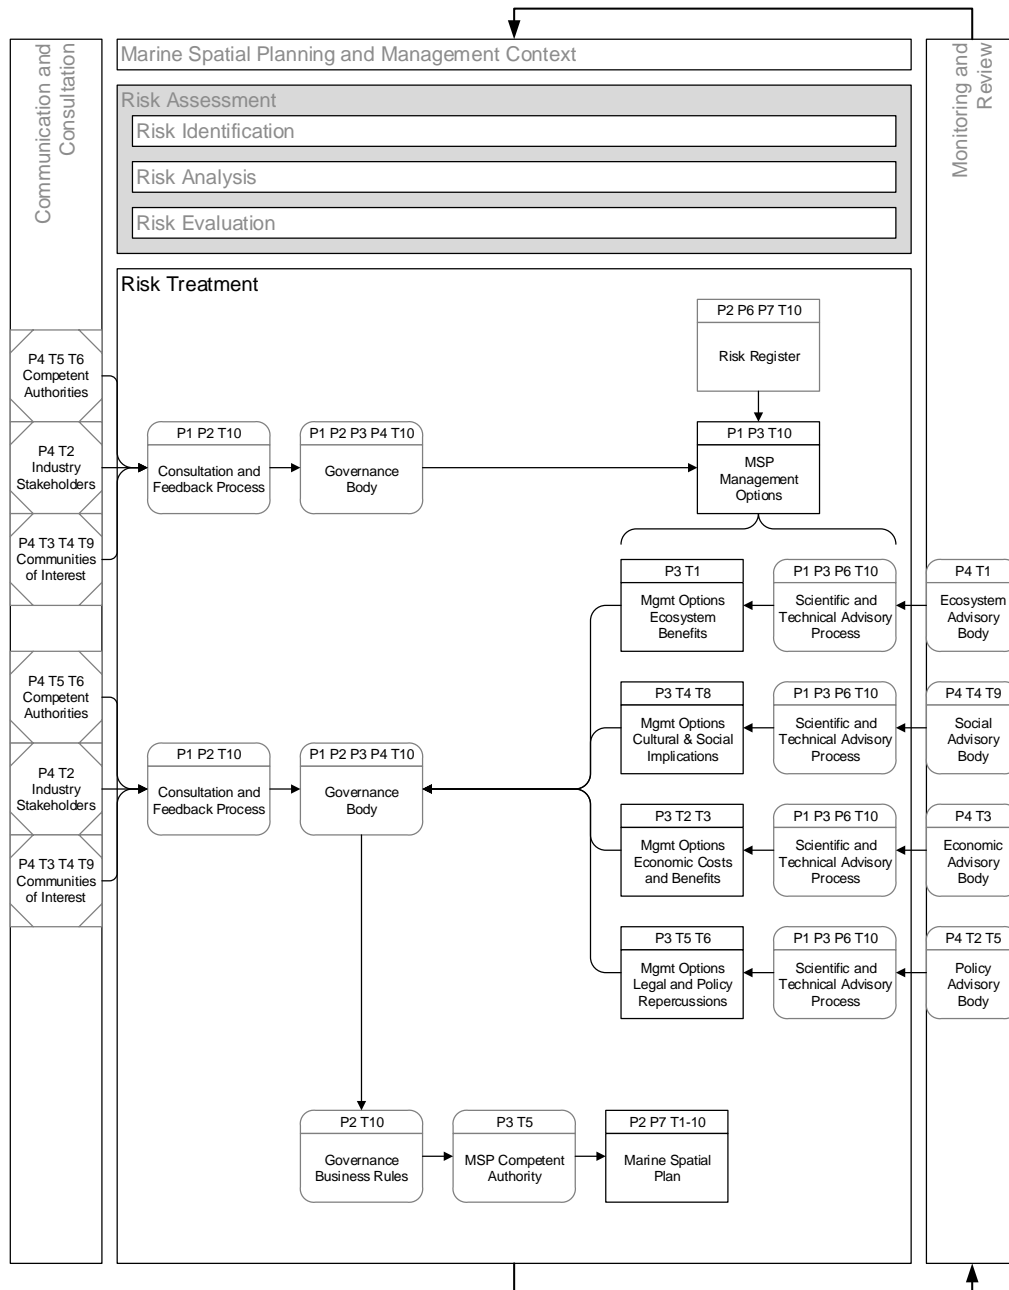 Communication and
Consultation
Marine Spatial Planning and Management Context
Monitoring and
Review
Risk Assessment
Risk Identification
Risk Analysis
Risk Evaluation
Risk Treatment
P2 P6 P7 T10
Risk Register
P4 T5 T6
Competent
Authorities
P4 T2
Industry
Stakeholders
P4 T3 T4 T9
Communities
of Interest
P1 P2 T10
Consultation and
Feedback Process
P1 P2 P3 P4 T10
Governance
Body
P1 P3 T10
MSP
Management
Options
P3 T1
Mgmt Options
Ecosystem
Benefits
P1 P3 P6 T10
Scientific and
Technical Advisory
Process
P4 T1
Ecosystem
Advisory
Body
P4 T5 T6
Competent
Authorities
P4 T2
Industry
Stakeholders
P4 T3 T4 T9
Communities
of Interest
P1 P2 T10
Consultation and
Feedback Process
P1 P2 P3 P4 T10
Governance
Body
P3 T4 T8
Mgmt Options
Cultural & Social
Implications
P1 P3 P6 T10
Scientific and
Technical Advisory
Process
P4 T4 T9
Social
Advisory
Body
P3 T2 T3
Mgmt Options
Economic Costs
and Benefits
P1 P3 P6 T10
Scientific and
Technical Advisory
Process
P4 T3
Economic
Advisory
Body
P3 T5 T6
Mgmt Options
Legal and Policy
Repercussions
P1 P3 P6 T10
Scientific and
Technical Advisory
Process
P4 T2 T5
Policy
Advisory
Body
P2 T10
Governance
Business Rules
P3 T5
MSP Competent
Authority
P2 P7 T1-10
Marine Spatial
Plan